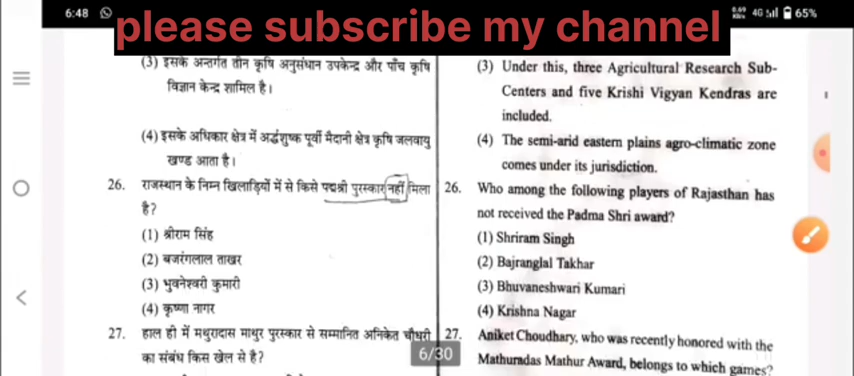 6:48
0.69 4G 65%
please subscribe my channel
(3) इसके अन्तर्गत तीन कृषि अनुसंधान उपकेन्द्र और पाँच कृषि
विज्ञान केन्द्र शामिल है।
(4) इसके अधिकार क्षेत्र में अर्द्धशुष्क पूर्वी मैदानी क्षेत्र कृषि जलवायु
खण्ड आता है।
26. राजस्थान के निम्न खिलाड़ियों में से किसे पद्मश्री पुरस्कार नहीं मिला
है?
(1) श्रीराम सिंह
(2) बजरंगलाल ताखर
(3) भुवनेश्वरी कुमारी
(4) कृष्णा नागर
27. हाल ही में मथुरादास माथुर पुरस्कार से सम्मानित अनिकेत चौधरी
का संबंध किस खेल से है?
(3) Under this, three Agricultural Research Sub-
Centers and five Krishi Vigyan Kendras are
included.
(4) The semi-arid eastern plains agro-climatic zone
comes under its jurisdiction.
26. Who among the following players of Rajasthan has
not received the Padma Shri award?
(1) Shriram Singh
(2) Bajranglal Takhar
(3) Bhuvaneshwari Kumari
(4) Krishna Nagar
27. Aniket Choudhary, who was recently honored with the
Mathuradas Mathur Award, belongs to which games?
6/30